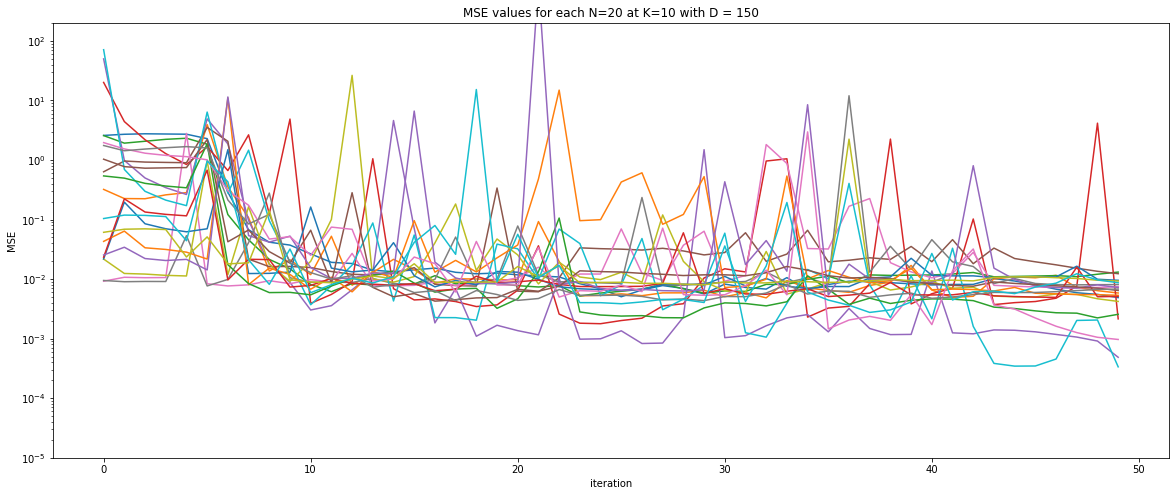 MSE values for each N=20 at K=10 with D = 150
10²
10¹
10⁰
10⁻¹
10⁻²
10⁻³
10⁻⁴
10⁻⁵
MSE
0 10 20 30 40 50
iteration